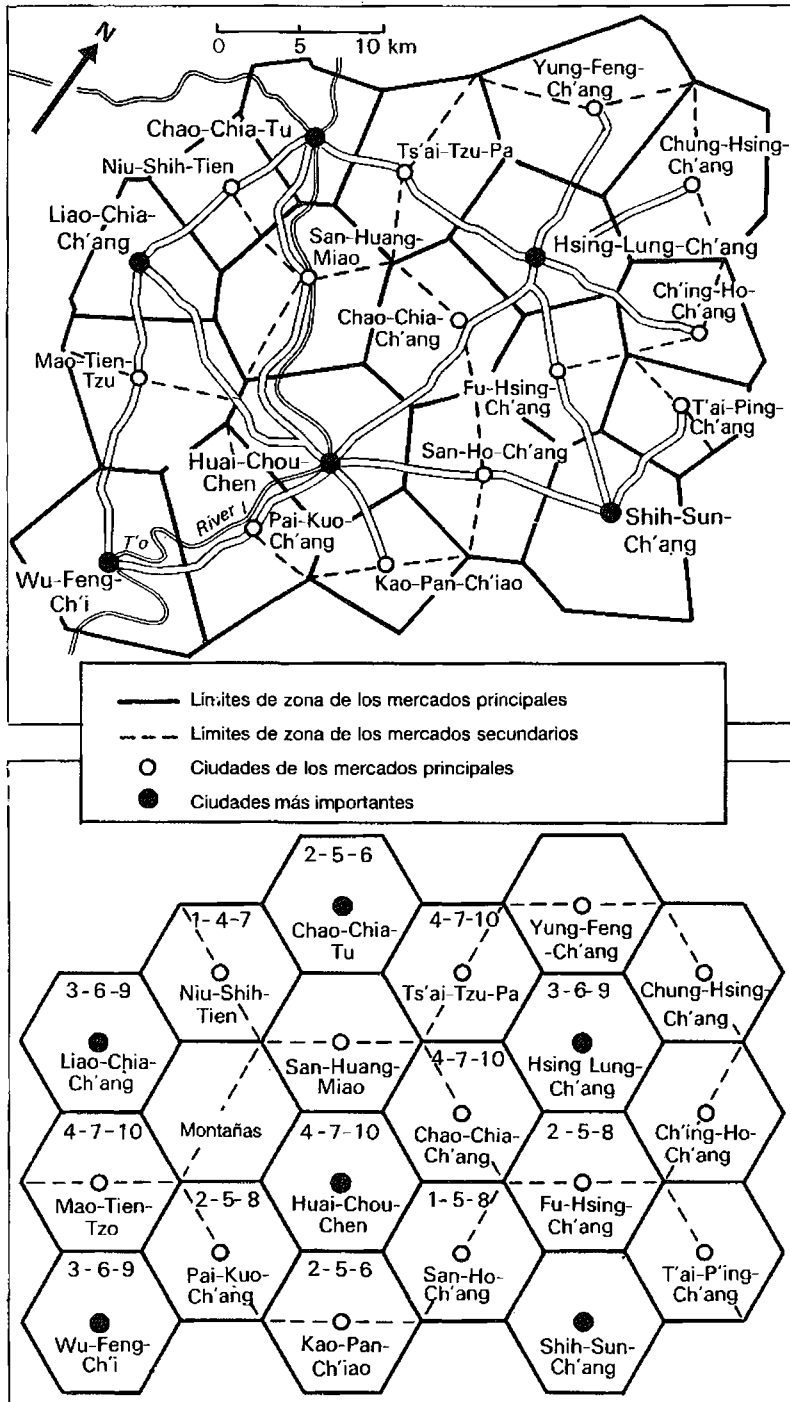 N
0 5 10 km
Yung-Feng-
Ch'ang
Chao-Chia-Tu
Ts'ai-Tzu-Pa
Chung-Hsing-
Ch'ang
Niu-Shih-Tien
Liao-Chia-
Ch'ang
San-Huang-
Miao
Hsing-Lung-Ch'ang
Chao-Chia-
Ch'ang
Ch'ing-Ho-
Ch'ang
Mao-Tien-
Tzu
Fu-Hsing-
Ch'ang
T'ai-Ping-
Ch'ang
Huai-Chou-
Chen
San-Ho-Ch'ang
T'o River
Pai-Kuo-
Ch'ang
Shih-Sun-
Ch'ang
Wu-Feng-
Ch'i
Kao-Pan-Ch'iao
Límites de zona de los mercados principales
Límites de zona de los mercados secundarios
Ciudades de los mercados principales
Ciudades más importantes
2-5-6
Chao-Chia-
Tu
1-4-7
Niu-Shih-
Tien
4-7-10
Ts'ai-Tzu-Pa
Yung-Feng
-Ch'ang
Chung-Hsing-
Ch'ang
3-6-9
Liao-Chia-
Ch'ang
San-Huang-
Miao
3-6-9
Hsing Lung-
Ch'ang
Montañas
4-7-10
Chao-Chia-
Ch'ang
Ch'ing-Ho-
Ch'ang
4-7-10
Mao-Tien-
Tzo
4-7-10
Huai-Chou-
Chen
2-5-8
Fu-Hsing-
Ch'ang
2-5-8
Pai-Kuo-
Ch'ang
1-5-8
San-Ho-
Ch'ang
T'ai-P'ing-
Ch'ang
3-6-9
Wu-Feng-
Ch'i
2-5-6
Kao-Pan-
Ch'iao
Shih-Sun-
Ch'ang